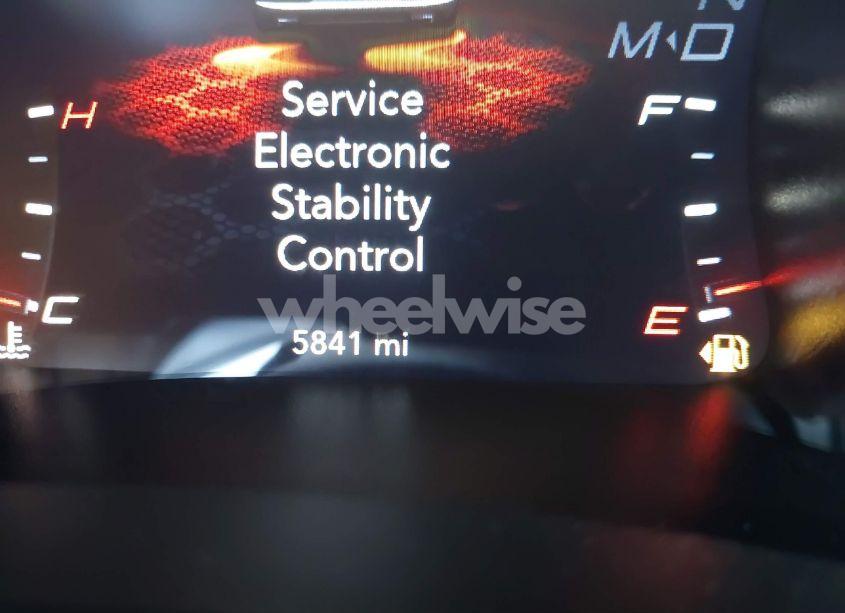 N
M◂D
H
F
Service
Electronic
Stability
Control
C
E
wheelwise
5841 mi